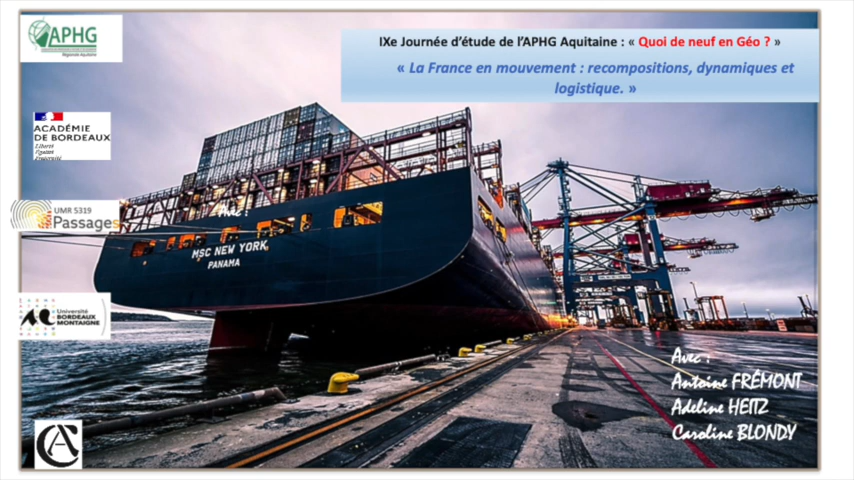 APHG
Régionale Aquitaine
IXe Journée d'étude de l'APHG Aquitaine : « Quoi de neuf en Géo ? »
« La France en mouvement : recompositions, dynamiques et
logistique. »
ACADÉMIE
DE BORDEAUX
Liberté
Égalité
Fraternité
UMR 5319
Passages
Avec :
MSC NEW YORK
PANAMA
Université
BORDEAUX
MONTAIGNE
Avec :
Antoine FRÉMONT
Adeline HEITZ
Caroline BLONDY